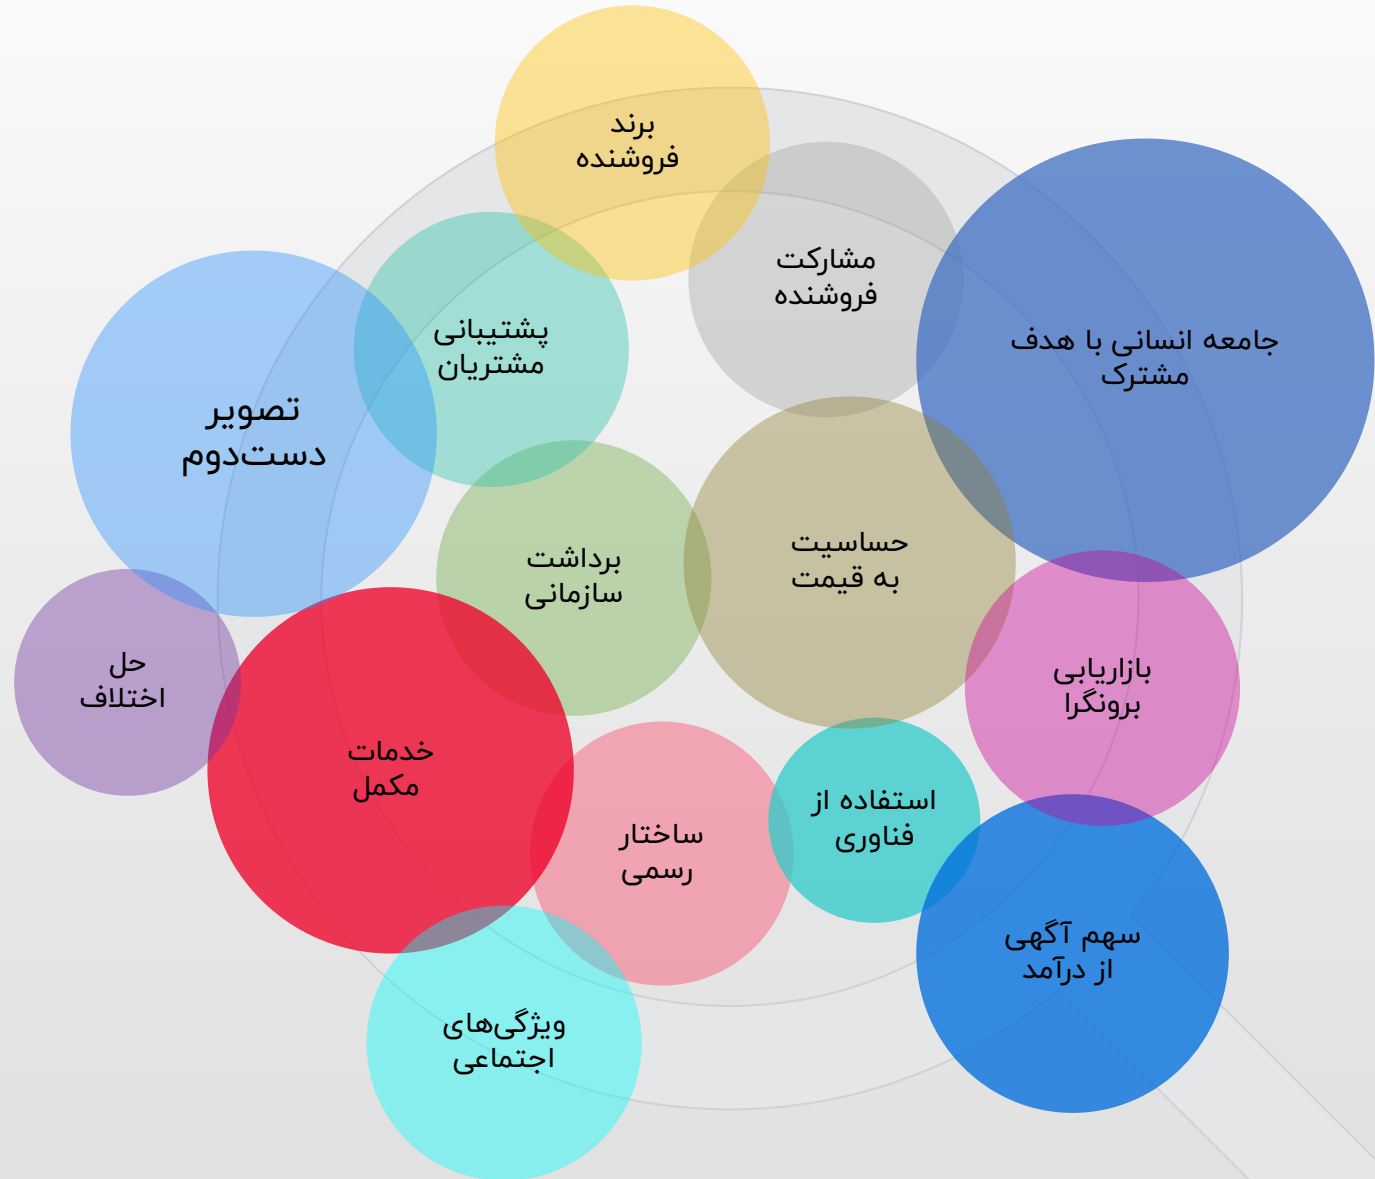 برند
فروشنده
مشارکت
فروشنده
جامعه انسانی با هدف
مشترک
پشتیبانی
مشتریان
تصویر
دست‌دوم
حساسیت
به قیمت
برداشت
سازمانی
بازاریابی
برونگرا
حل
اختلاف
خدمات
مکمل
استفاده از
فناوری
ساختار
رسمی
سهم آگهی
از درآمد
ویژگی‌های
اجتماعی